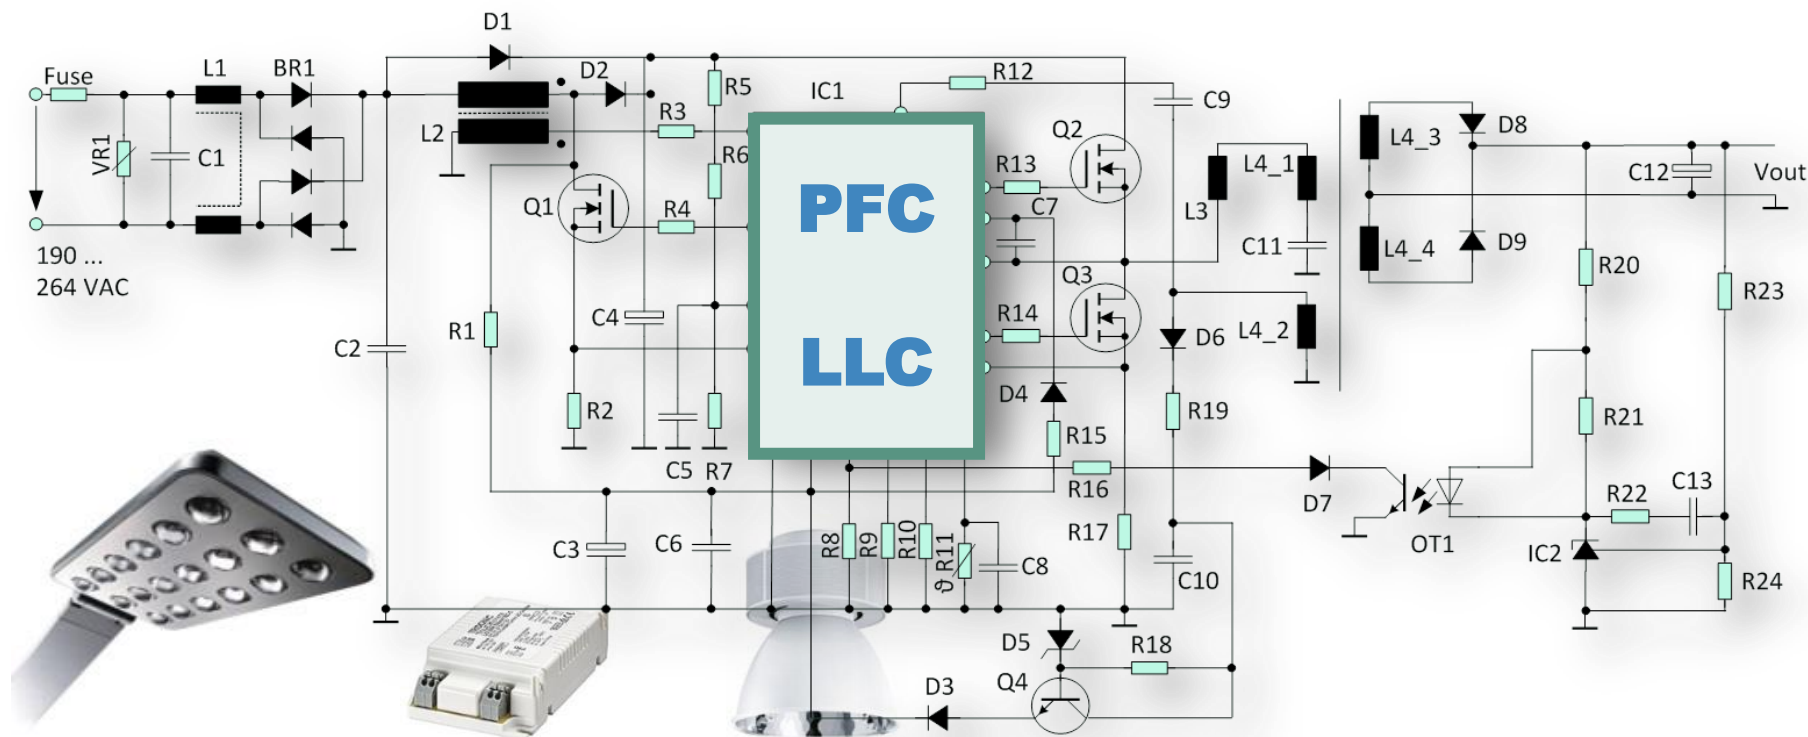 D1
Fuse
L1
BR1
D2
R5
IC1
R12
C9
R3
L2
R6
VR1
C1
Q1
R4
PFC
LLC
R13
Q2
C7
L3
L4_1
C11
L4_3
L4_4
D8
D9
C12
Vout
190 ...
264 VAC
R1
C2
C4
R2
C5
R7
Q3
R14
D4
R15
R16
D6
L4_2
R19
R20
R21
R23
D7
OT1
R22
C13
IC2
R24
C3
C6
R8
R9
R10
ϑ R11
C8
R17
C10
D5
R18
Q4
D3